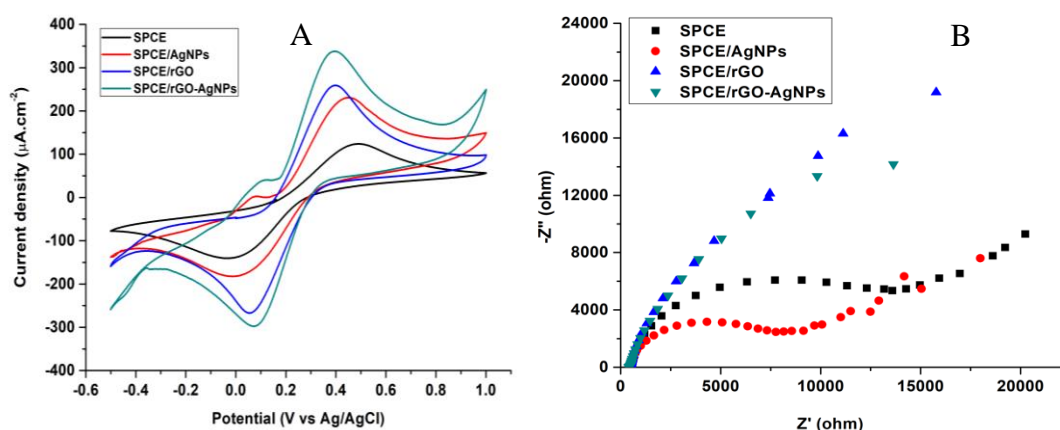 A
SPCE
SPCE/AgNPs
SPCE/rGO
SPCE/rGO-AgNPs
400
300
200
100
0
-100
-200
-300
-400
Current density (µA.cm⁻²)
-0.6 -0.4 -0.2 0.0 0.2 0.4 0.6 0.8 1.0
Potential (V vs Ag/AgCl)
B
SPCE
SPCE/AgNPs
SPCE/rGO
SPCE/rGO-AgNPs
-24000
20000
16000
12000
8000
4000
0
-Z'' (ohm)
0 5000 10000 15000 20000
Z' (ohm)